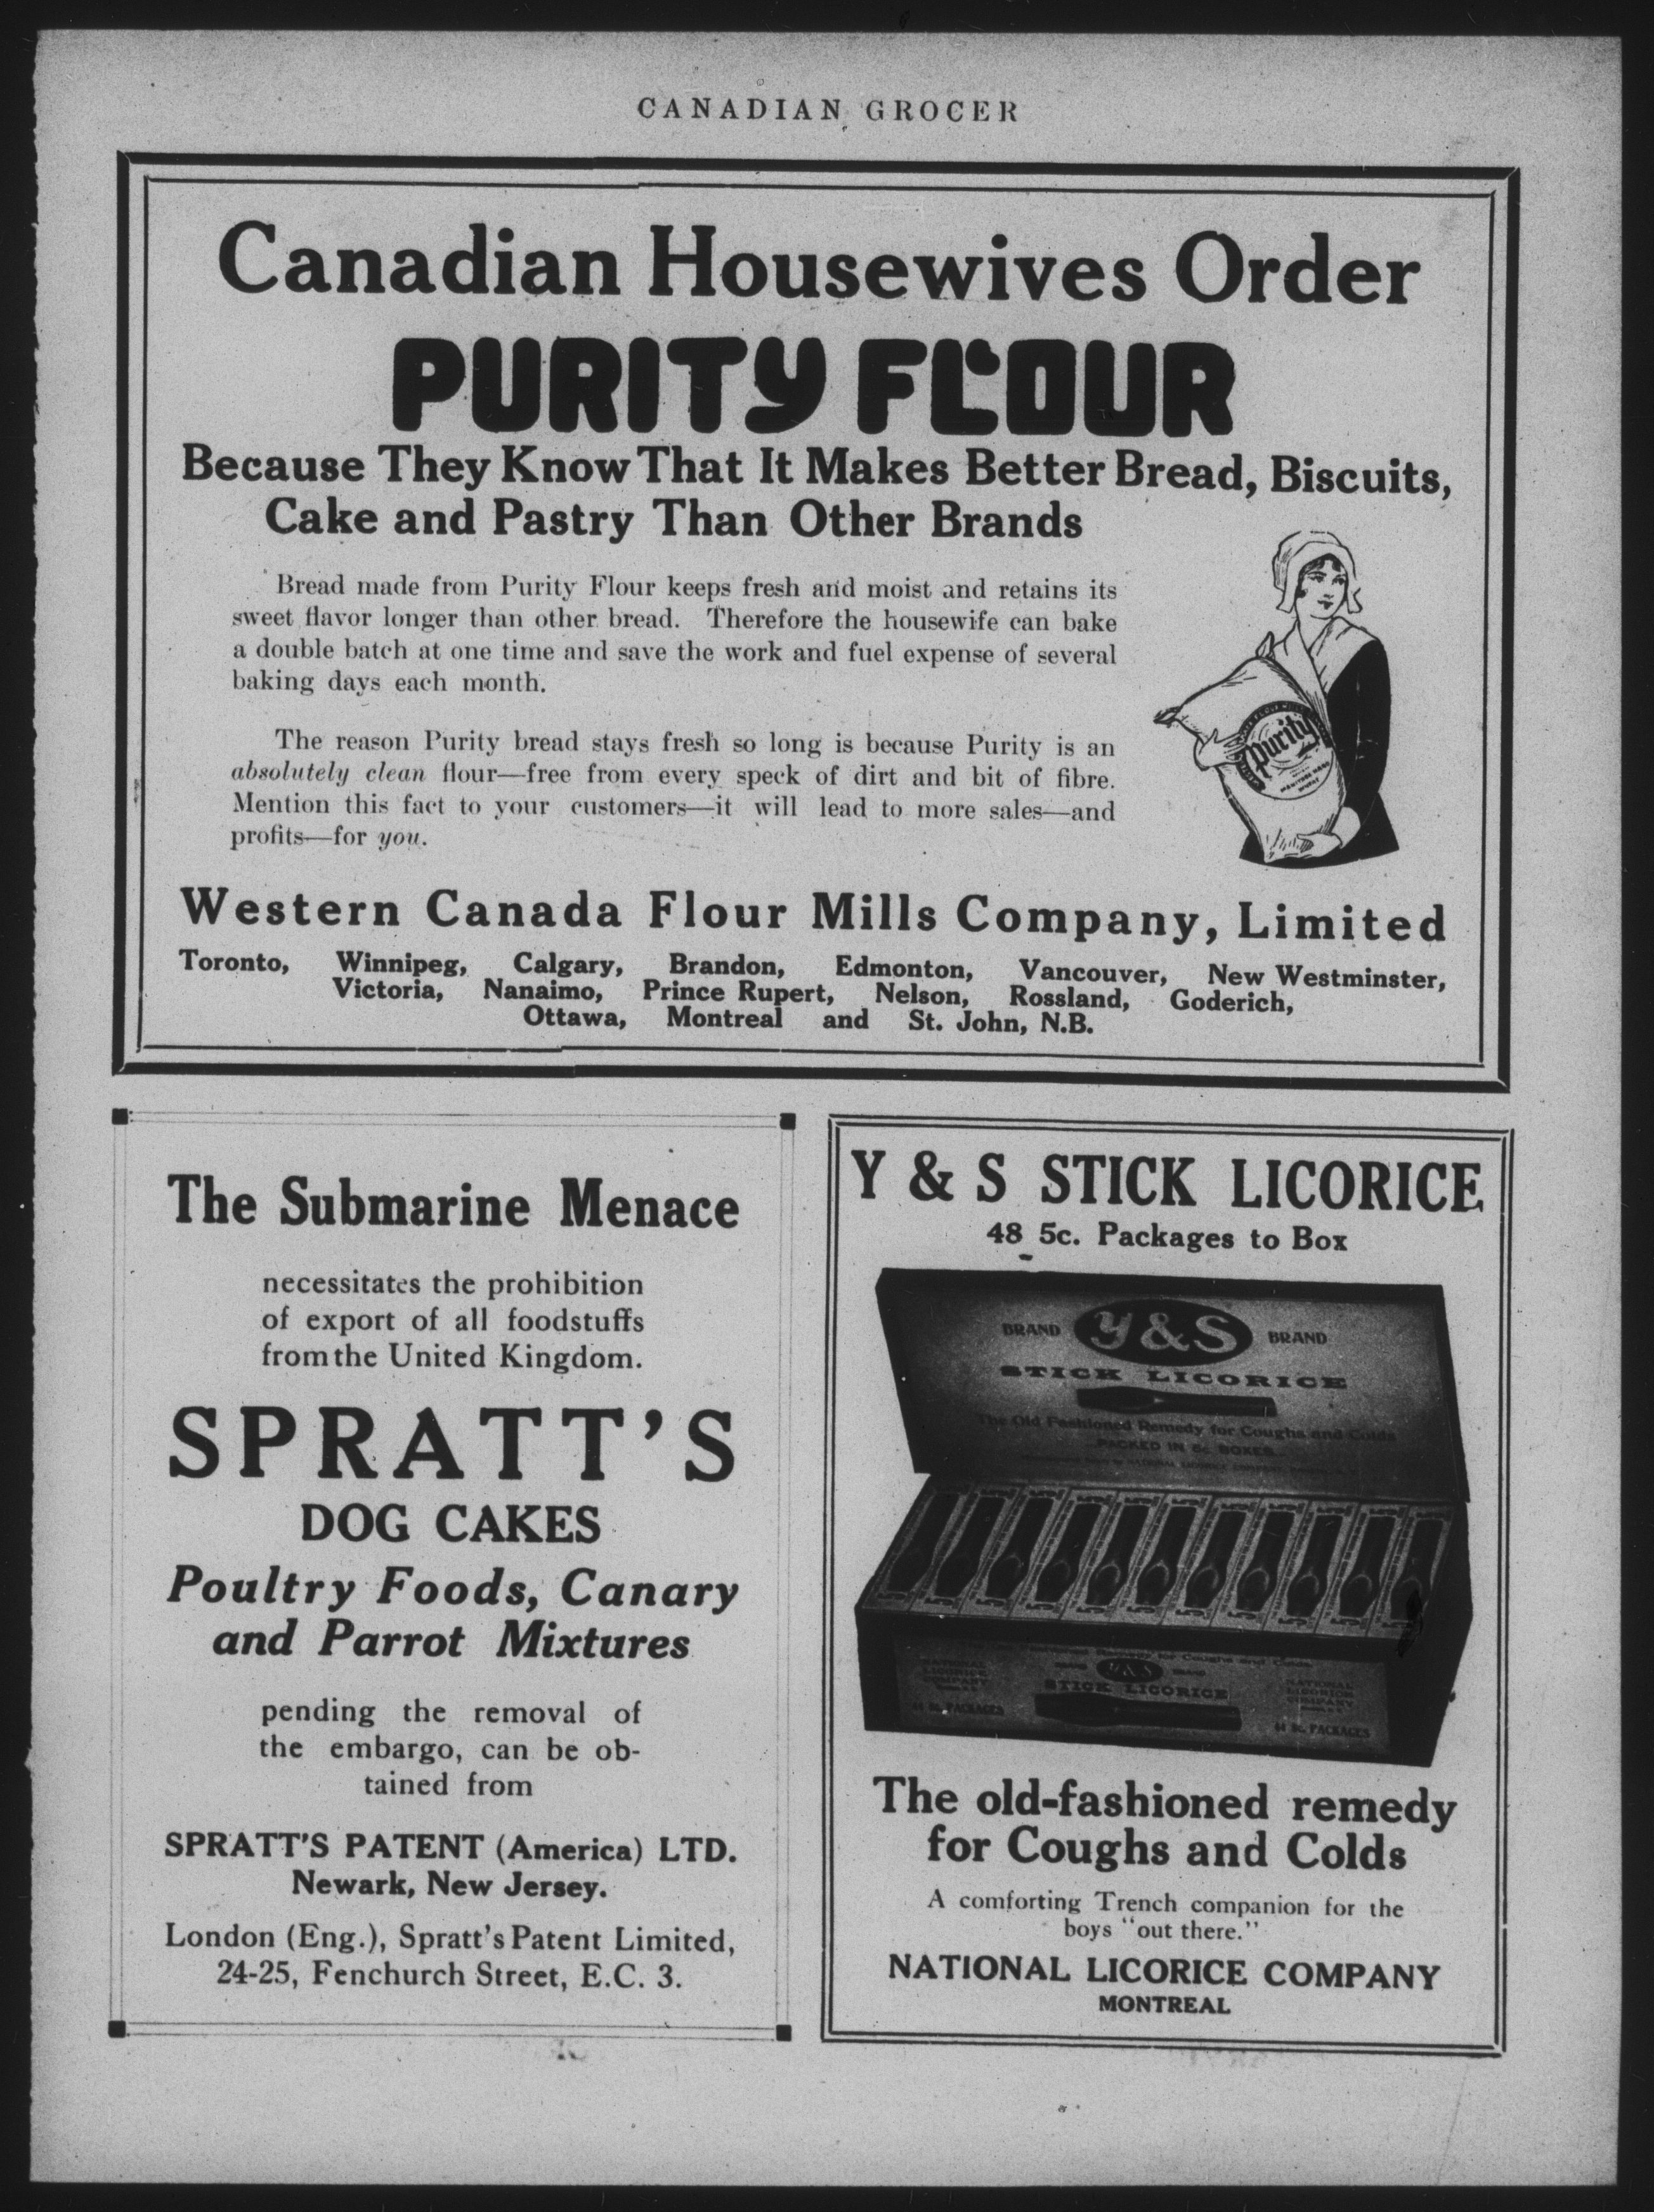 CANADIAN GROCER
Canadian Housewives Order
PURITY FLOUR
Because They Know That It Makes Better Bread, Biscuits,
Cake and Pastry Than Other Brands
Bread made from Purity Flour keeps fresh and moist and retains its
sweet flavor longer than other bread. Therefore the housewife can bake
a double batch at one time and save the work and fuel expense of several
baking days each month.
The reason Purity bread stays fresh so long is because Purity is an
absolutely clean flour—free from every speck of dirt and bit of fibre.
Mention this fact to your customers—it will lead to more sales—and
profits—for you.
Purity
Western Canada Flour Mills Company, Limited
Toronto, Winnipeg, Calgary, Brandon, Edmonton, Vancouver, New Westminster,
Victoria, Nanaimo, Prince Rupert, Nelson, Rossland, Goderich,
Ottawa, Montreal and St. John, N.B.
The Submarine Menace
necessitates the prohibition
of export of all foodstuffs
from the United Kingdom.
SPRATT'S
DOG CAKES
Poultry Foods, Canary
and Parrot Mixtures
pending the removal of
the embargo, can be ob-
tained from
SPRATT'S PATENT (America) LTD.
Newark, New Jersey.
London (Eng.), Spratt's Patent Limited,
24-25, Fenchurch Street, E.C. 3.
Y & S STICK LICORICE
48 5c. Packages to Box
BRAND Y&S BRAND
STICK LICORICE
The Old Fashioned Remedy for Coughs and Colds
PACKED IN 5c BOXES
Y&S
STICK LICORICE
NATIONAL
LICORICE
COMPANY
NATIONAL
LICORICE
COMPANY
The old-fashioned remedy
for Coughs and Colds
A comforting Trench companion for the
boys "out there."
NATIONAL LICORICE COMPANY
MONTREAL